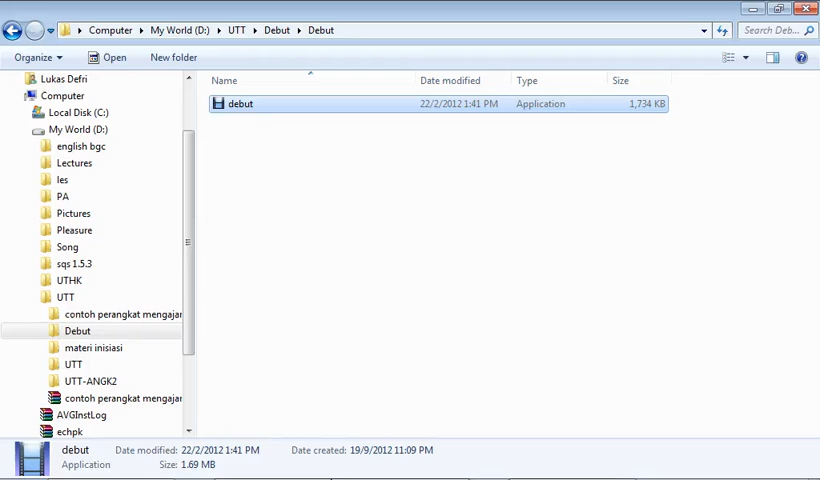 Computer My World (D:) UTT Debut Debut Search Deb...
Organize Open New folder
Name Date modified Type Size
debut 22/2/2012 1:41 PM Application 1,734 KB
Lukas Defri
Computer
Local Disk (C:)
My World (D:)
english bgc
Lectures
les
PA
Pictures
Pleasure
Song
sqs 1.5.3
UTHK
UTT
contoh perangkat mengajar
Debut
materi inisiasi
UTT
UTT-ANGK2
contoh perangkat mengajar
AVGInstLog
echpk
debut Date modified: 22/2/2012 1:41 PM Date created: 19/9/2012 11:09 PM
Application Size: 1.69 MB